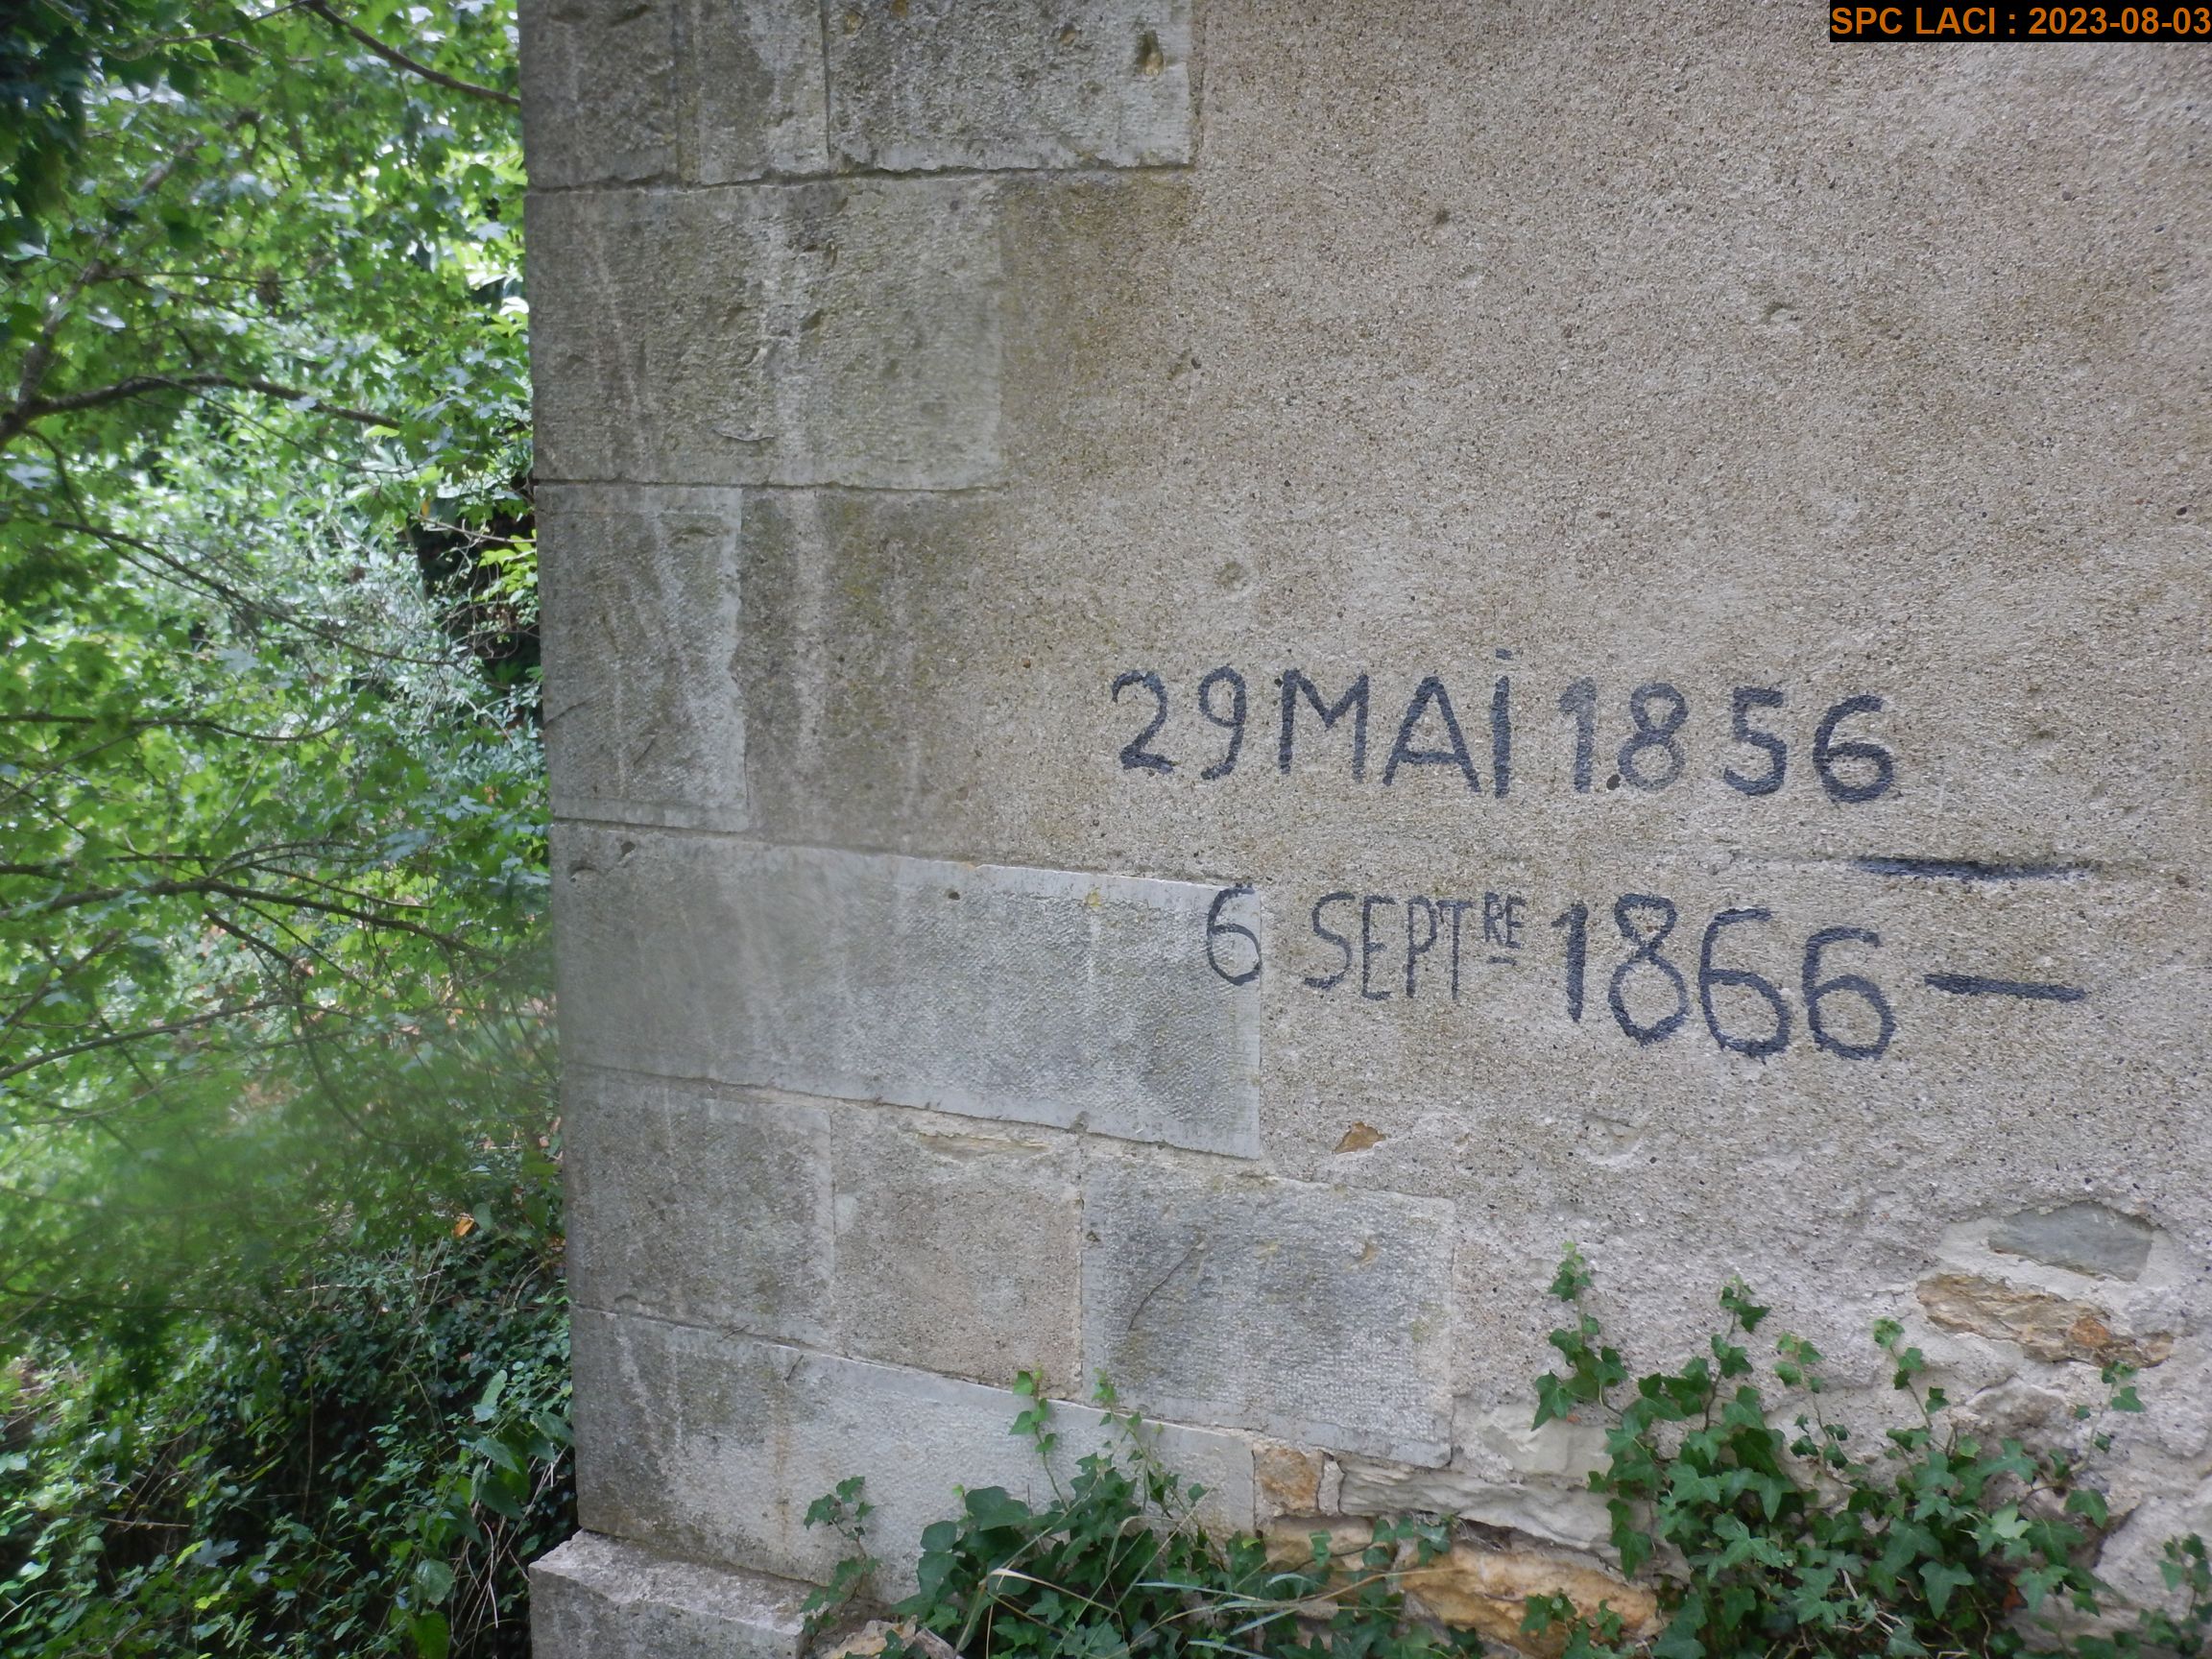 SPC LACI : 2023-08-03
29 MAI 1856
6 SEPTRE 1866 —